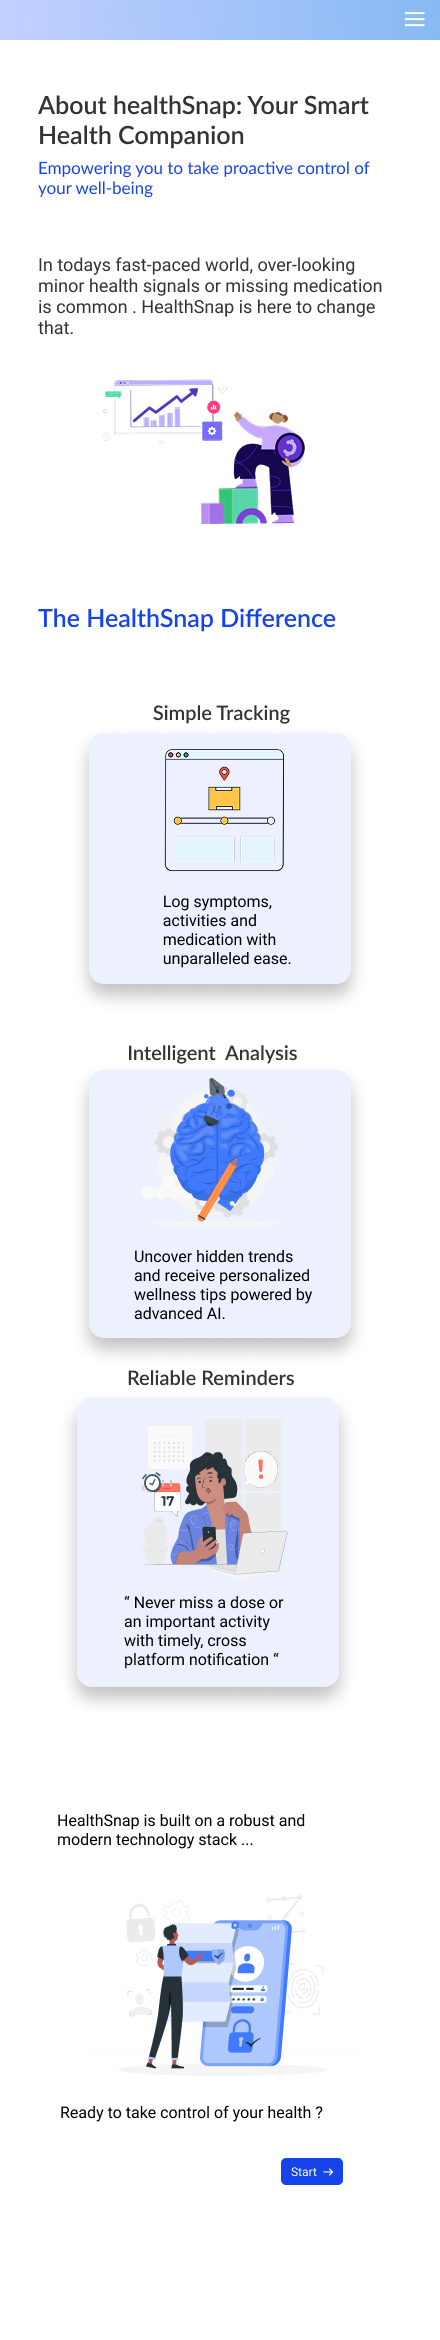 About healthSnap: Your Smart
Health Companion
Empowering you to take proactive control of
your well-being
In todays fast-paced world, over-looking
minor health signals or missing medication
is common . HealthSnap is here to change
that.
The HealthSnap Difference
Simple Tracking
Log symptoms,
activities and
medication with
unparalleled ease.
Intelligent  Analysis
Uncover hidden trends
and receive personalized
wellness tips powered by
advanced AI.
Reliable Reminders
17
!
“ Never miss a dose or
an important activity
with timely, cross
platform notification “
HealthSnap is built on a robust and
modern technology stack ...
Ready to take control of your health ?
Start →